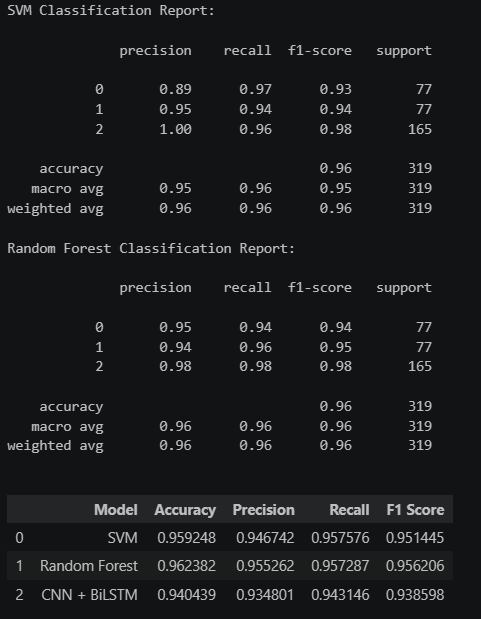 SVM Classification Report:
precision recall f1-score support
0 0.89 0.97 0.93 77
1 0.95 0.94 0.94 77
2 1.00 0.96 0.98 165
accuracy 0.96 319
macro avg 0.95 0.96 0.95 319
weighted avg 0.96 0.96 0.96 319
Random Forest Classification Report:
precision recall f1-score support
0 0.95 0.94 0.94 77
1 0.94 0.96 0.95 77
2 0.98 0.98 0.98 165
accuracy 0.96 319
macro avg 0.96 0.96 0.96 319
weighted avg 0.96 0.96 0.96 319
Model Accuracy Precision Recall F1 Score
0 SVM 0.959248 0.946742 0.957576 0.951445
1 Random Forest 0.962382 0.955262 0.957287 0.956206
2 CNN + BiLSTM 0.940439 0.934801 0.943146 0.938598